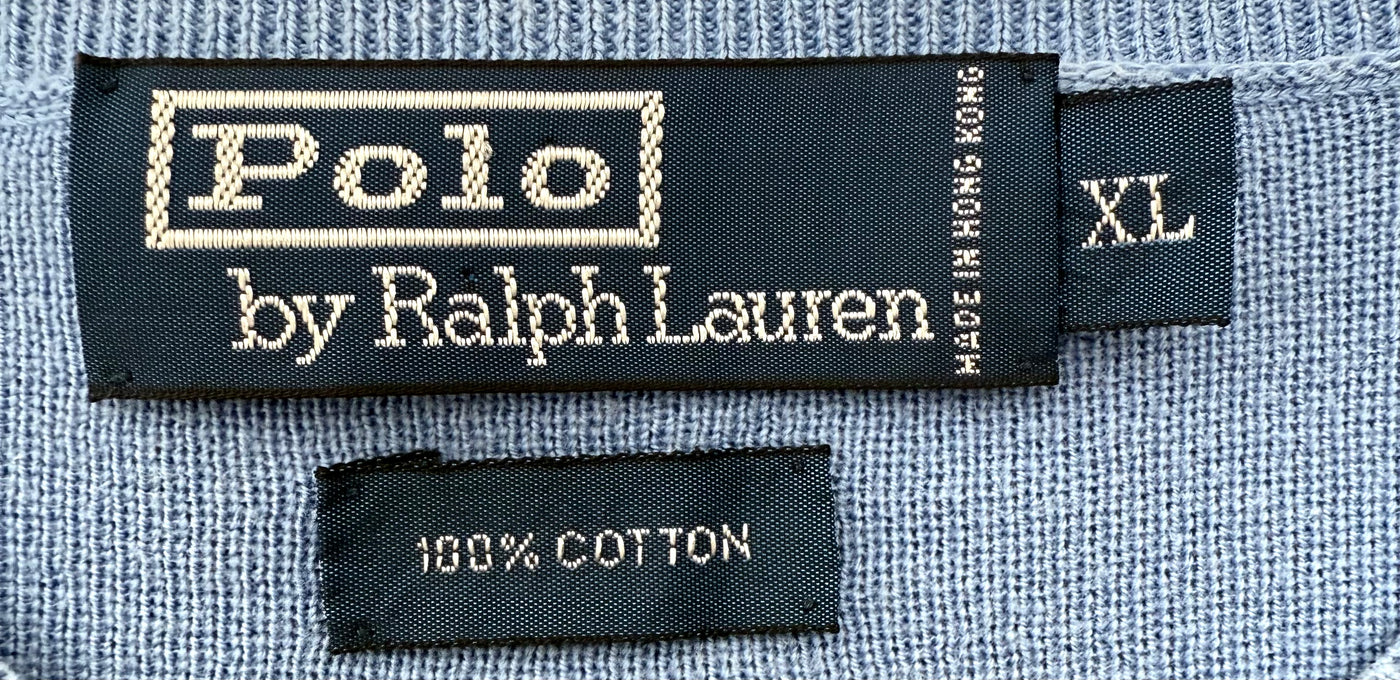 Polo
by Ralph Lauren
MADE IN HONG KONG
XL
100% COTTON